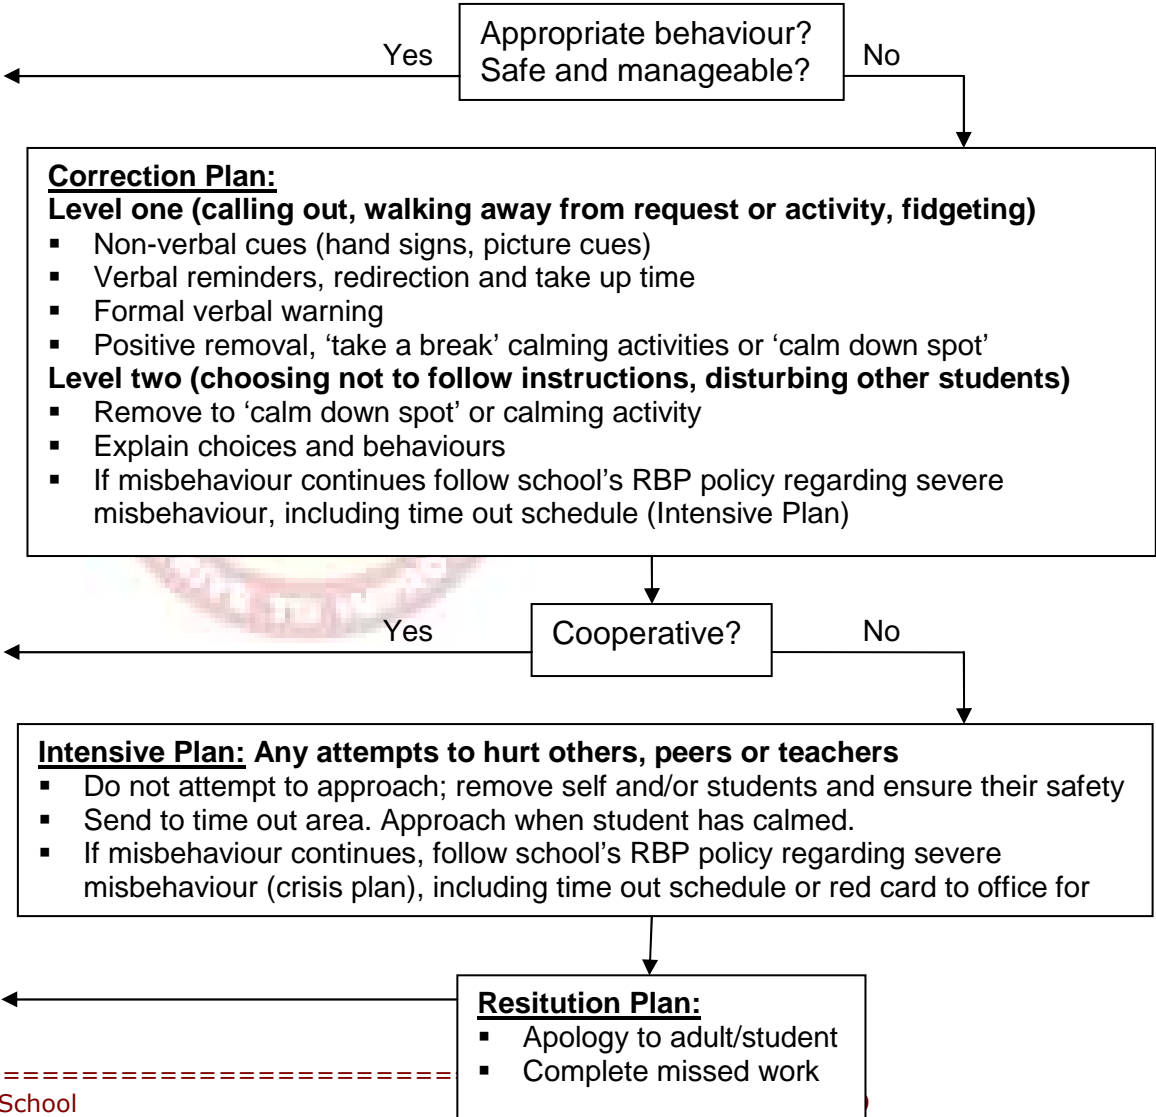 Appropriate behaviour?
Safe and manageable?
Yes
No
Correction Plan:
Level one (calling out, walking away from request or activity, fidgeting)
▪ Non-verbal cues (hand signs, picture cues)
▪ Verbal reminders, redirection and take up time
▪ Formal verbal warning
▪ Positive removal, ‘take a break’ calming activities or ‘calm down spot’
Level two (choosing not to follow instructions, disturbing other students)
▪ Remove to ‘calm down spot’ or calming activity
▪ Explain choices and behaviours
▪ If misbehaviour continues follow school’s RBP policy regarding severe
misbehaviour, including time out schedule (Intensive Plan)
Yes
Cooperative?
No
Intensive Plan: Any attempts to hurt others, peers or teachers
▪ Do not attempt to approach; remove self and/or students and ensure their safety
▪ Send to time out area. Approach when student has calmed.
▪ If misbehaviour continues, follow school’s RBP policy regarding severe
misbehaviour (crisis plan), including time out schedule or red card to office for
Resitution Plan:
▪ Apology to adult/student
▪ Complete missed work
=======================
School